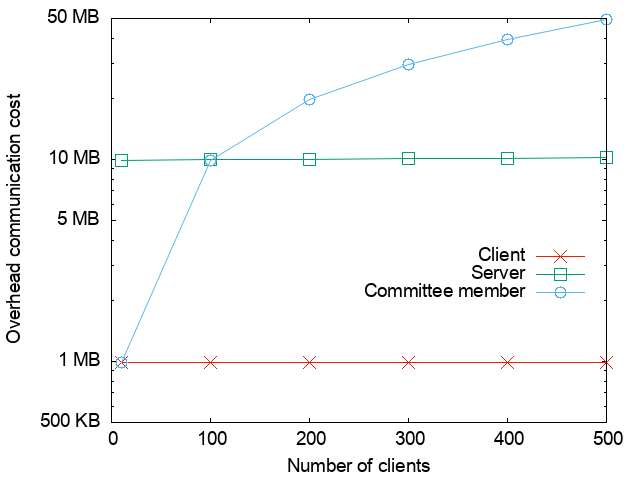 50 MB
10 MB
5 MB
1 MB
500 KB
Overhead communication cost
Client
Server
Committee member
0 100 200 300 400 500
Number of clients